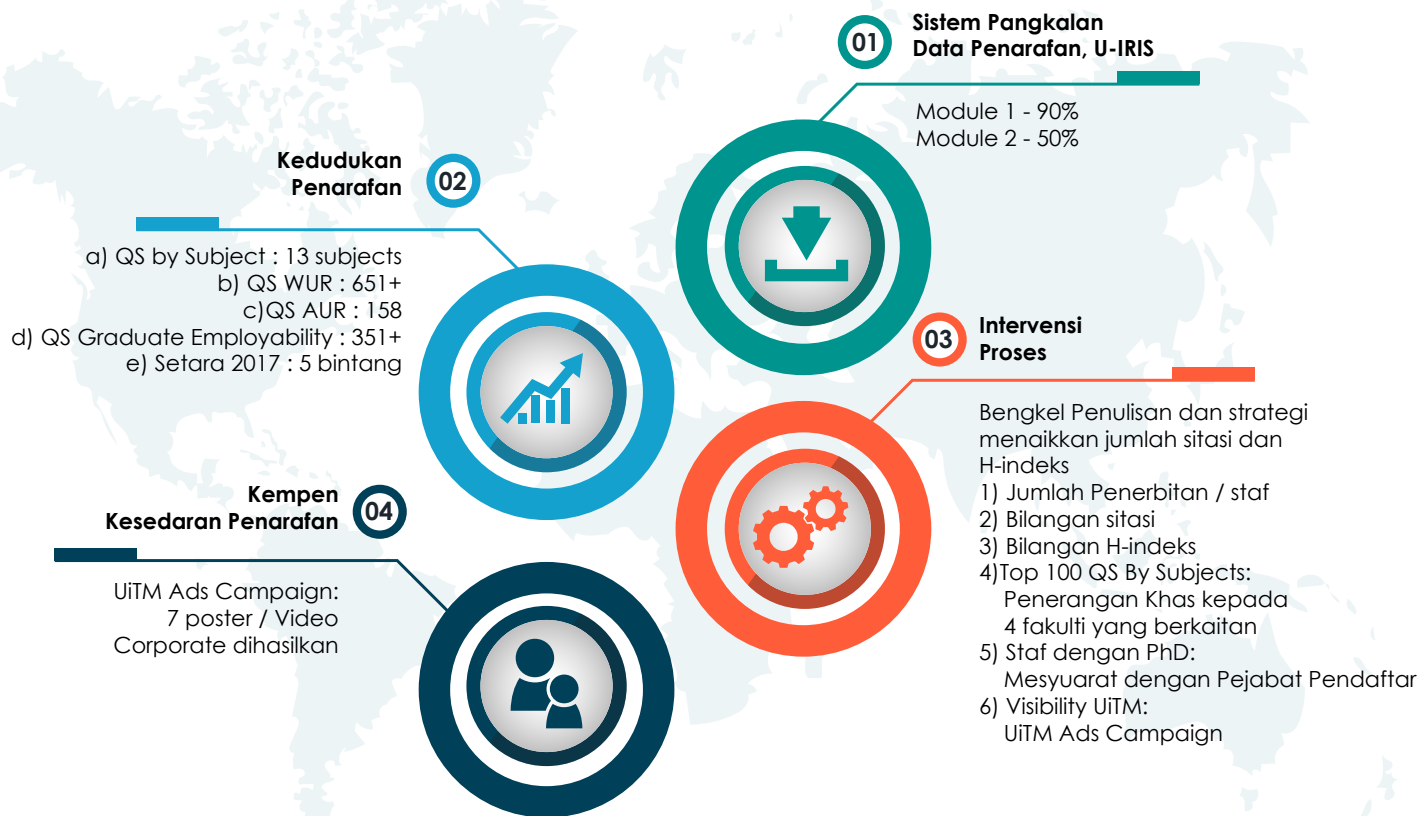 01
Sistem Pangkalan
Data Penarafan, U-IRIS
Module 1 - 90%
Module 2 - 50%
Kedudukan
Penarafan
02
a) QS by Subject : 13 subjects
b) QS WUR : 651+
c)QS AUR : 158
d) QS Graduate Employability : 351+
e) Setara 2017 : 5 bintang
03
Intervensi
Proses
Bengkel Penulisan dan strategi
menaikkan jumlah sitasi dan
H-indeks
1) Jumlah Penerbitan / staf
2) Bilangan sitasi
3) Bilangan H-indeks
4)Top 100 QS By Subjects:
Penerangan Khas kepada
4 fakulti yang berkaitan
5) Staf dengan PhD:
Mesyuarat dengan Pejabat Pendaftar
6) Visibility UiTM:
UiTM Ads Campaign
Kempen
Kesedaran Penarafan
04
UiTM Ads Campaign:
7 poster / Video
Corporate dihasilkan